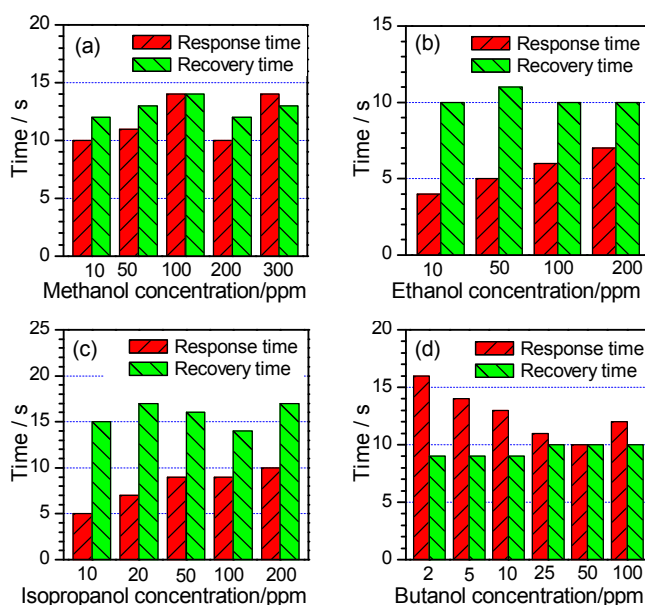 (a)
Response time
Recovery time
Time / s
20
15
10
5
0
10 50 100 200 300
Methanol concentration/ppm
(b)
Response time
Recovery time
Time / s
15
10
5
0
10 50 100 200
Ethanol concentration/ppm
(c)
Response time
Recovery time
Time / s
25
20
15
10
5
0
10 20 50 100 200
Isopropanol concentration/ppm
(d)
Response time
Recovery time
Time / s
20
15
10
5
0
2 5 10 25 50 100
Butanol concentration/ppm